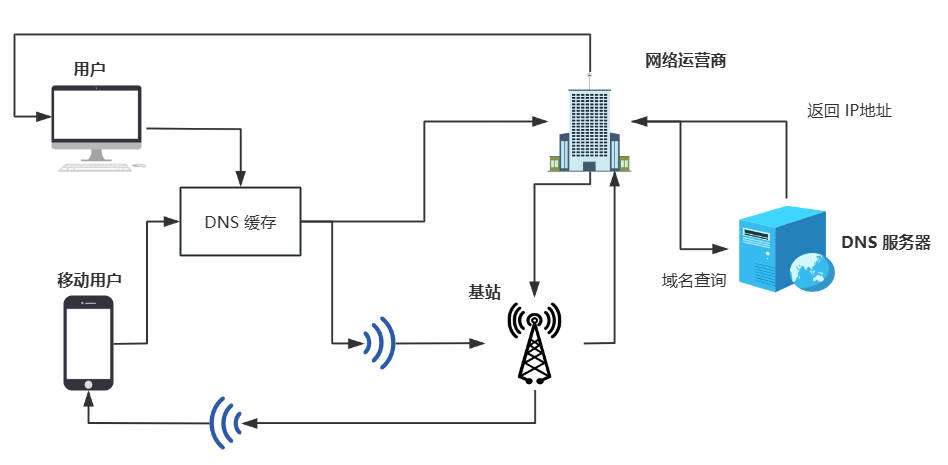 用户
网络运营商
返回 IP地址
DNS 缓存
DNS 服务器
移动用户
基站
域名查询